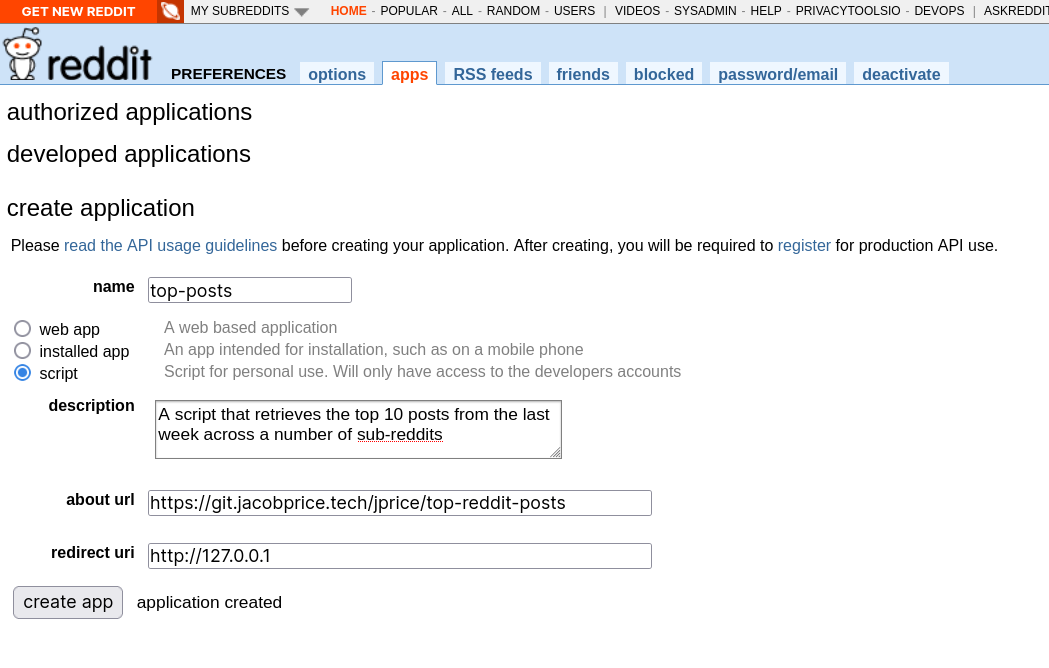 GET NEW REDDIT MY SUBREDDITS HOME - POPULAR - ALL - RANDOM - USERS | VIDEOS - SYSADMIN - HELP - PRIVACYTOOLSIO - DEVOPS | ASKREDDIT
reddit PREFERENCES options apps RSS feeds friends blocked password/email deactivate
authorized applications
developed applications
create application
Please read the API usage guidelines before creating your application. After creating, you will be required to register for production API use.
name top-posts
web app A web based application
installed app An app intended for installation, such as on a mobile phone
script Script for personal use. Will only have access to the developers accounts
description A script that retrieves the top 10 posts from the last
week across a number of sub-reddits
about url https://git.jacobprice.tech/jprice/top-reddit-posts
redirect uri http://127.0.0.1
create app application created